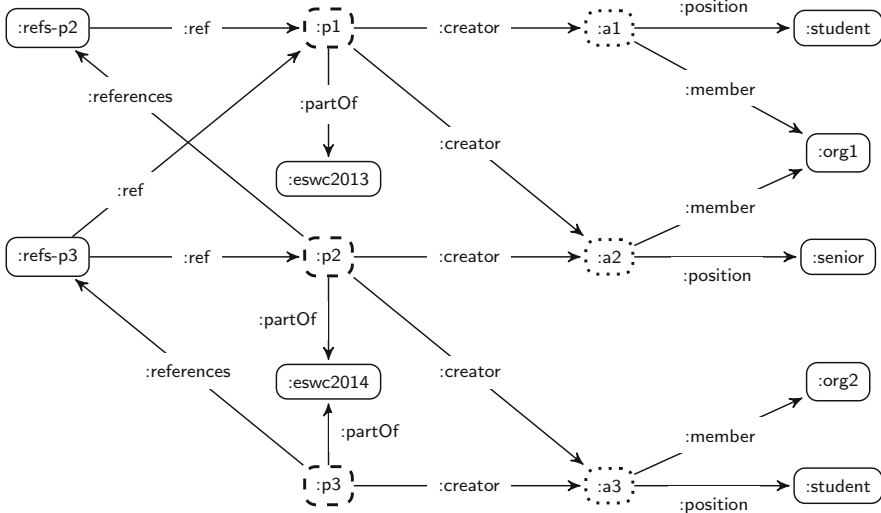 :position
:refs-p2 :ref :p1 :creator :a1 :student
:references :partOf :member
:creator :org1
:ref :eswc2013
:member
:refs-p3 :ref :p2 :creator :a2 :senior
:position
:partOf
:references :eswc2014 :creator :org2
:partOf :member
:p3 :creator :a3 :student
:position